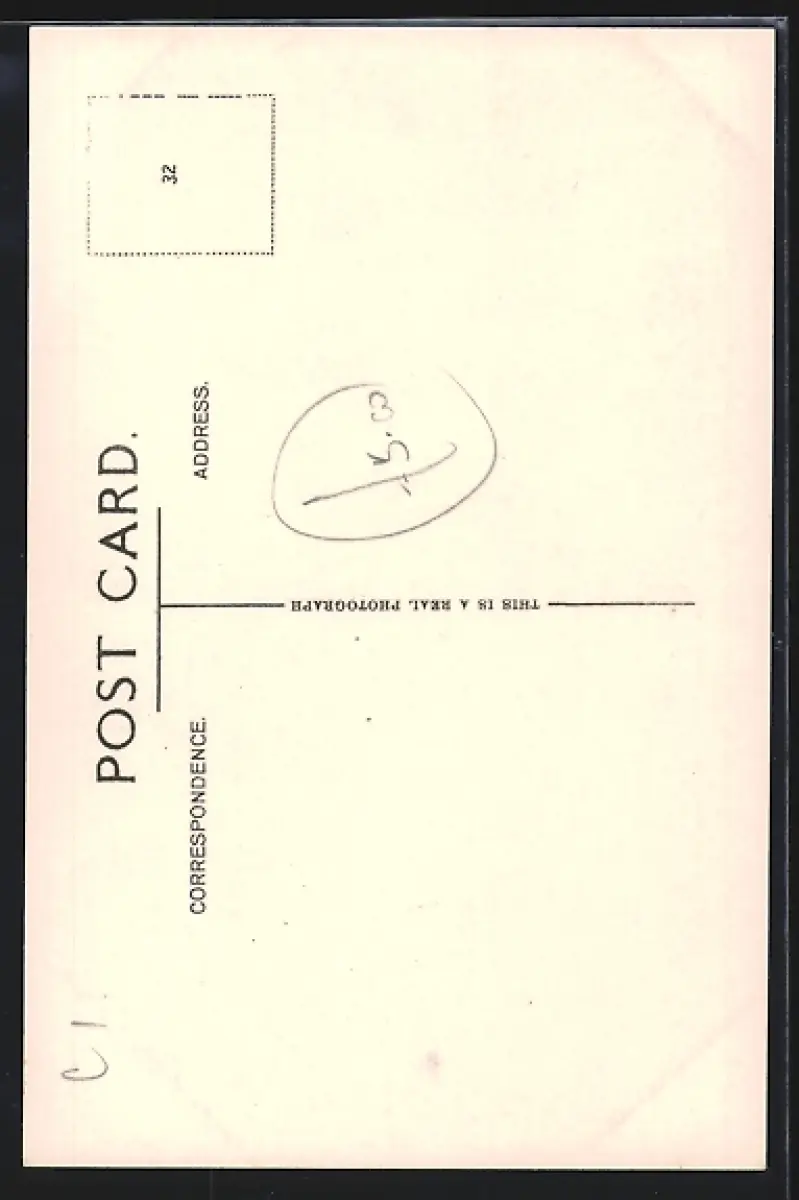 POST CARD.
32
CORRESPONDENCE.
ADDRESS.
THIS IS A REAL PHOTOGRAPH